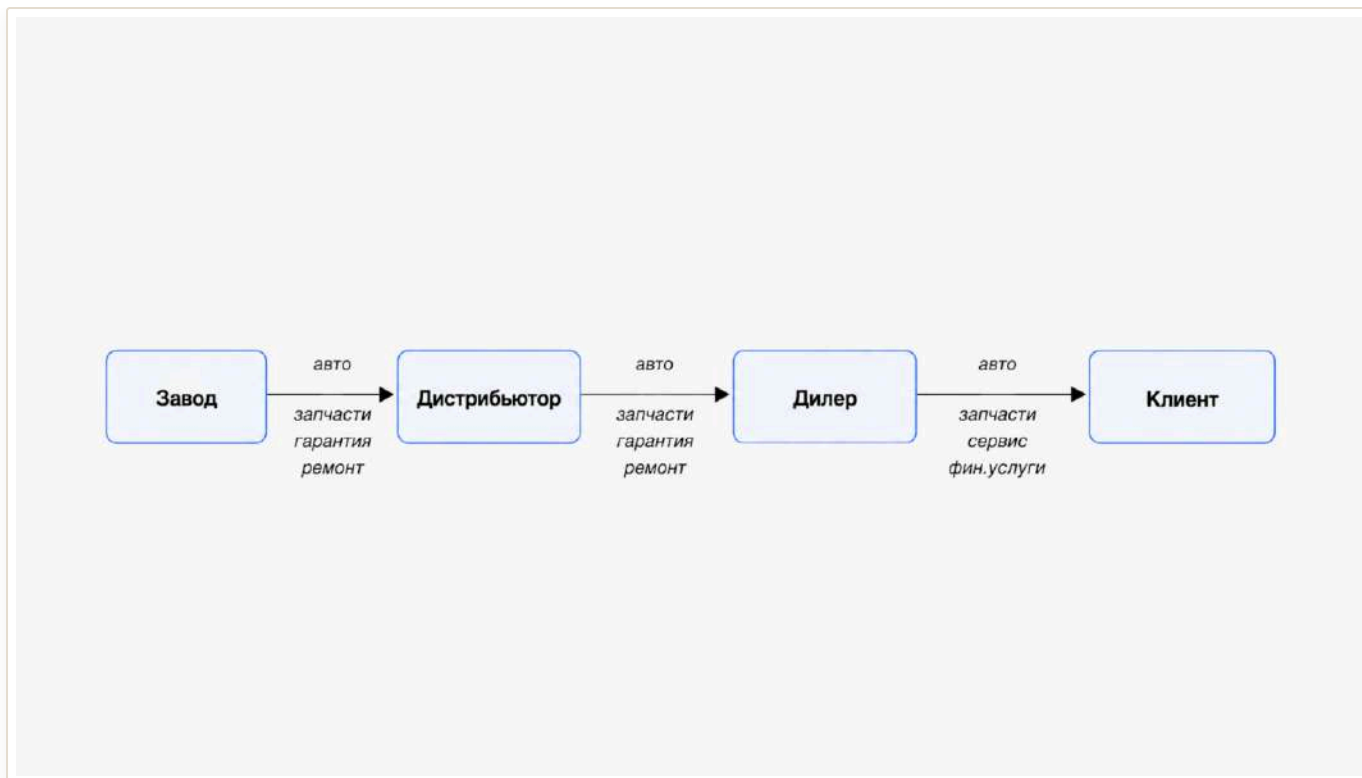 Завод
авто
запчасти
гарантия
ремонт
Дистрибьютор
авто
запчасти
гарантия
ремонт
Дилер
авто
запчасти
сервис
фин.услуги
Клиент